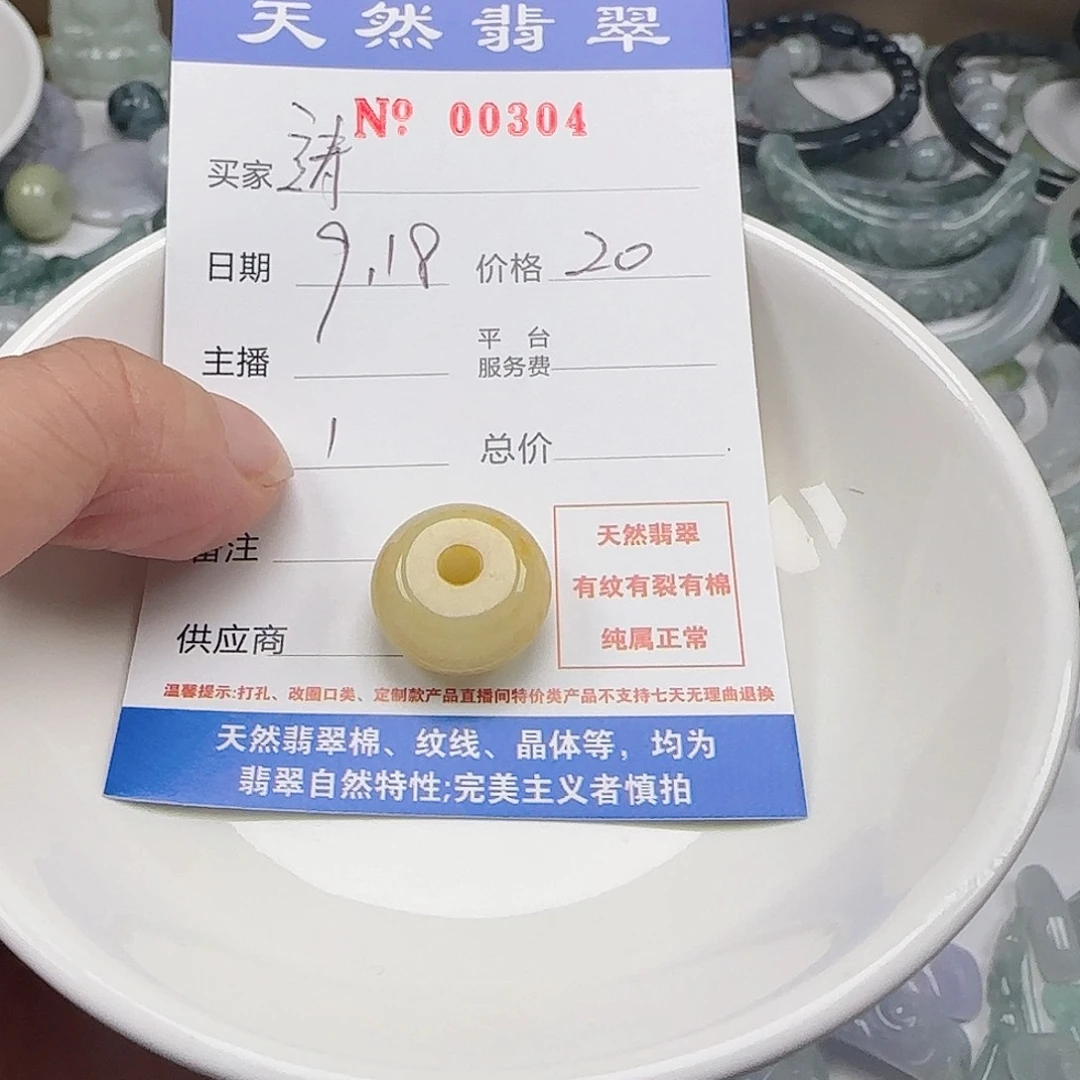 天然翡翠
Nº 00304
买家
日期 9.18 价格 20
主播 平台服务费
1 总价
备注
供应商
天然翡翠
有纹有裂有棉
纯属正常
温馨提示:打孔、改圈口类、定制款产品直播间特价类产品不支持七天无理由退换
天然翡翠棉、纹线、晶体等，均为
翡翠自然特性;完美主义者慎拍